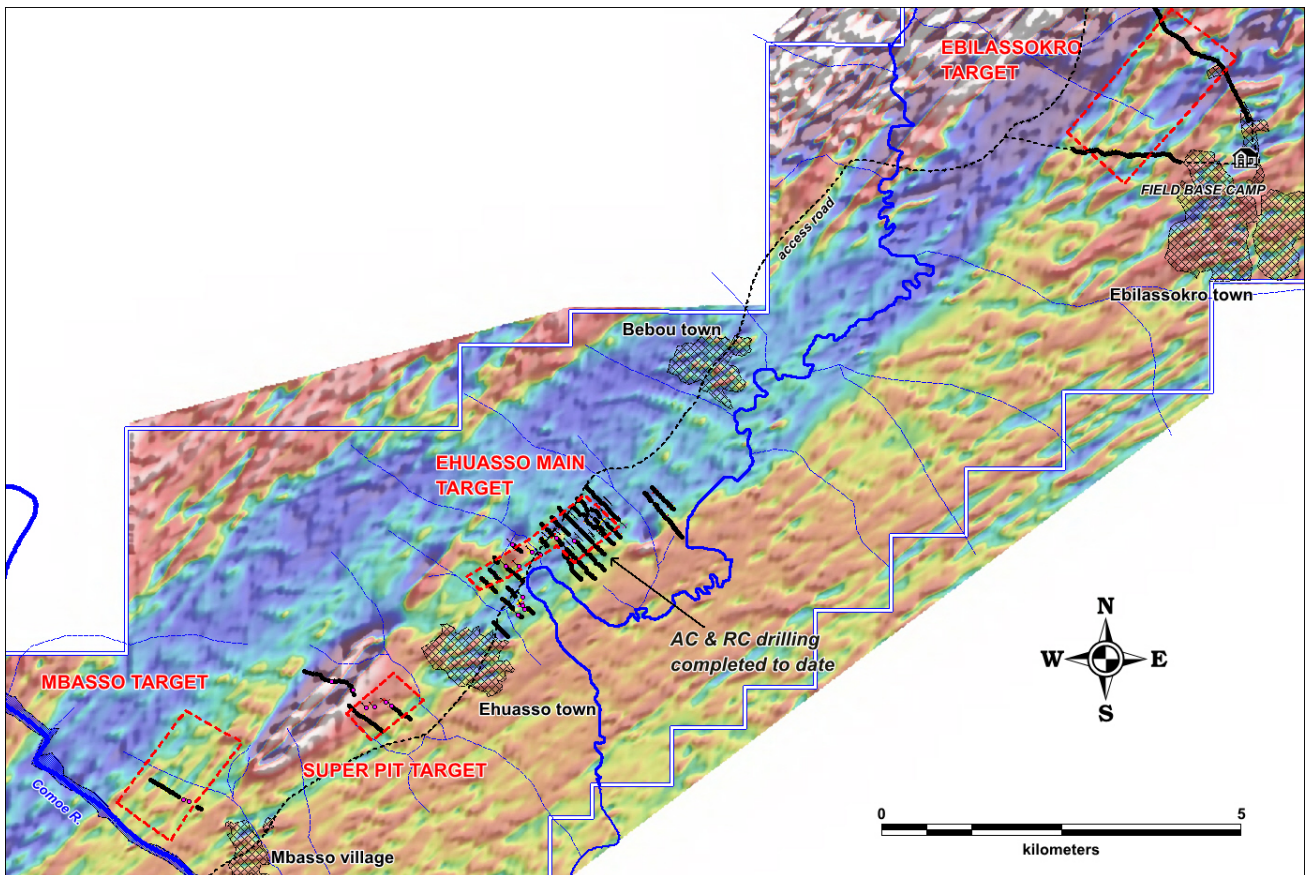 EBILASSOKRO
TARGET
access road
FIELD BASE CAMP
Ebilassokro town
Bebou town
EHUASSO MAIN
TARGET
AC & RC drilling
completed to date
N
W
E
S
MBASSO TARGET
Ehuasso town
SUPER PIT TARGET
Comoe R.
Mbasso village
0
5
kilometers